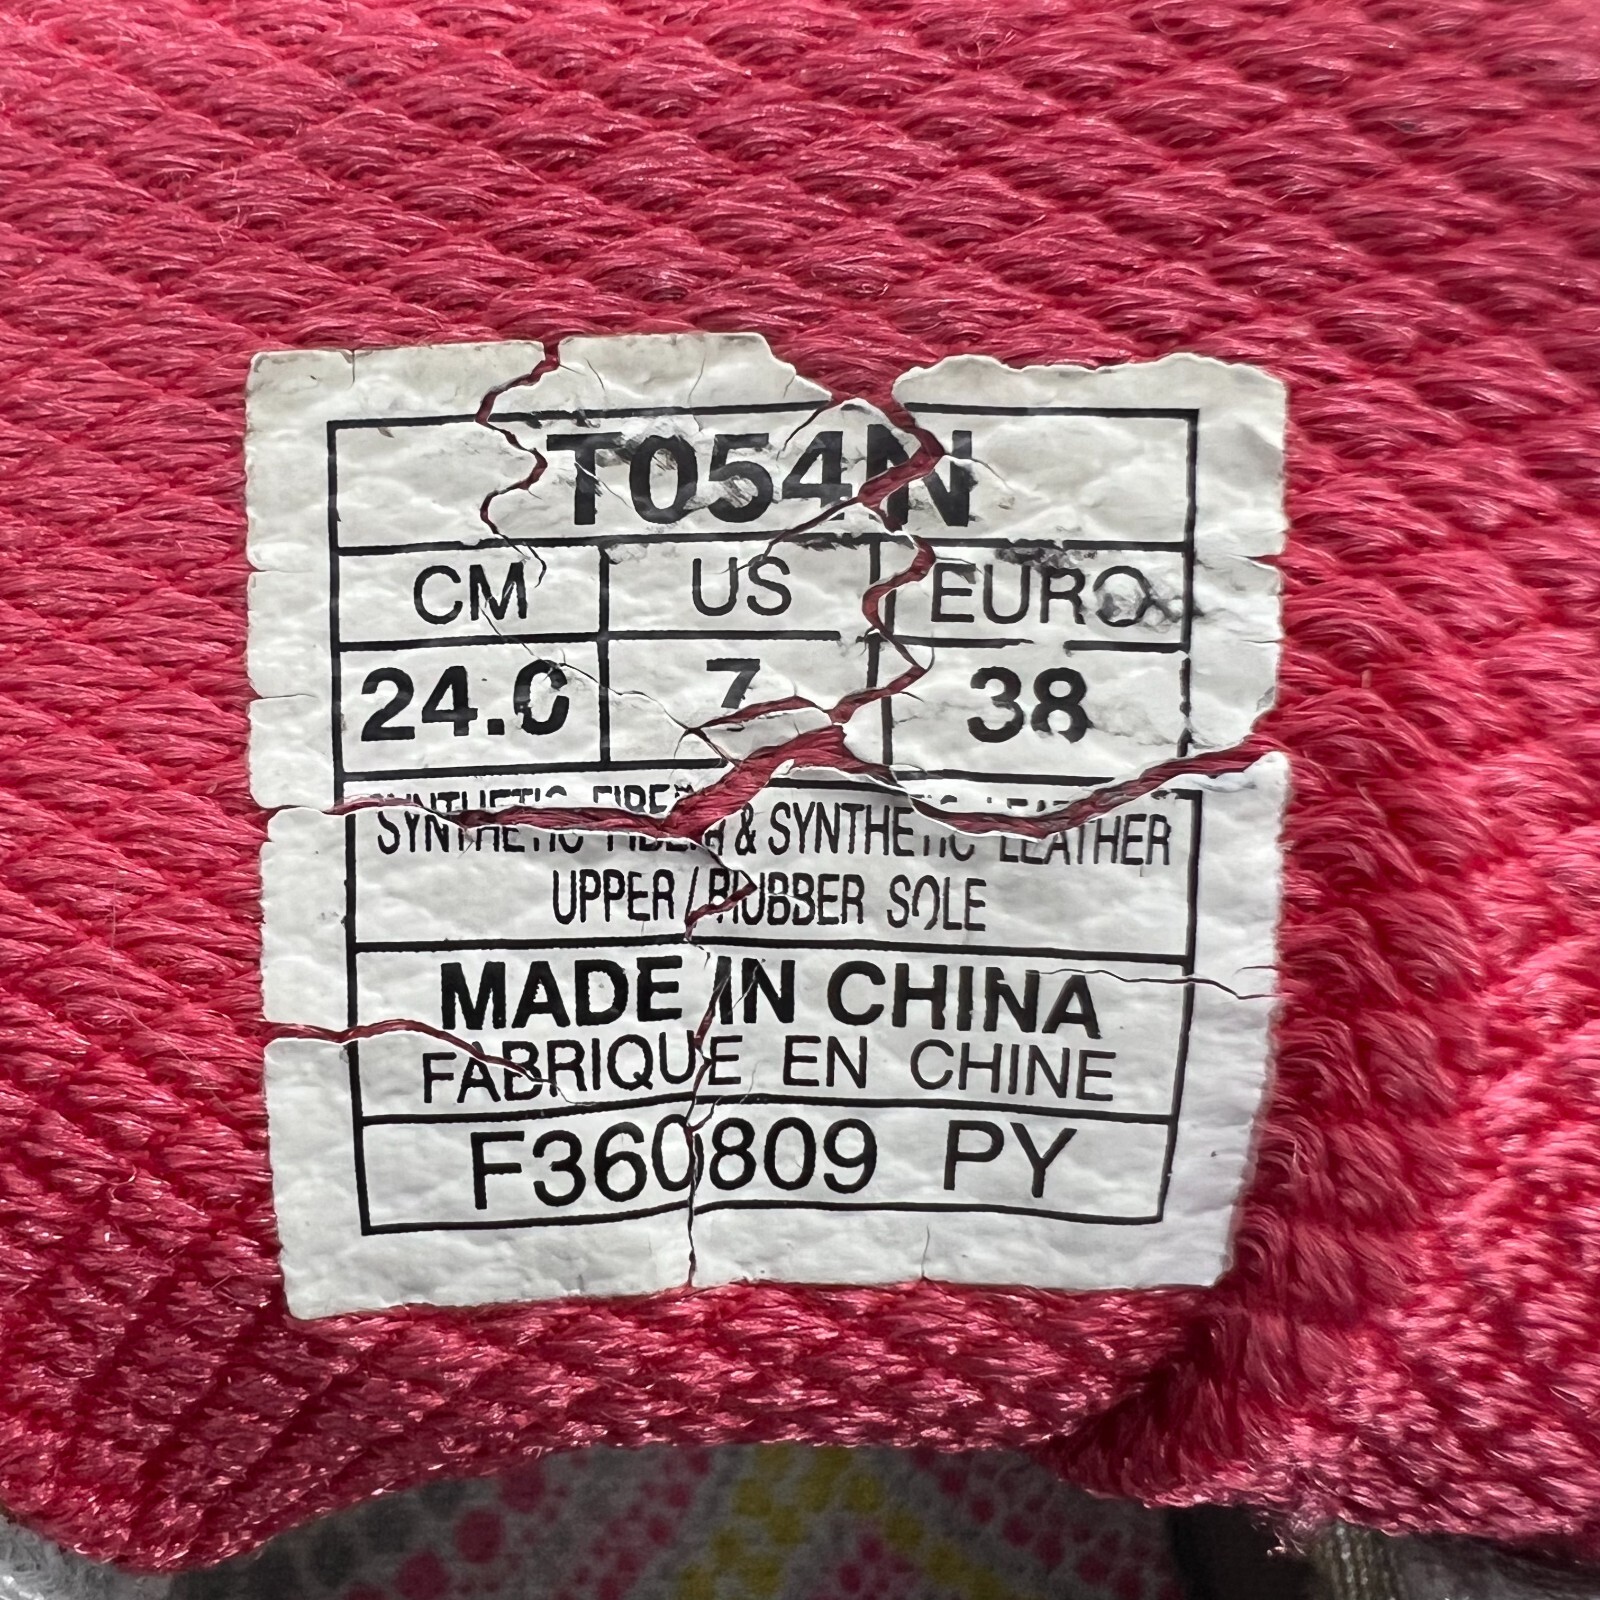 T054N
CM US EURO
24.0 7 38
SYNTHETIC FIBER & SYNTHETIC LEATHER
UPPER / RUBBER SOLE
MADE IN CHINA
FABRIQUE EN CHINE
F360809 PY